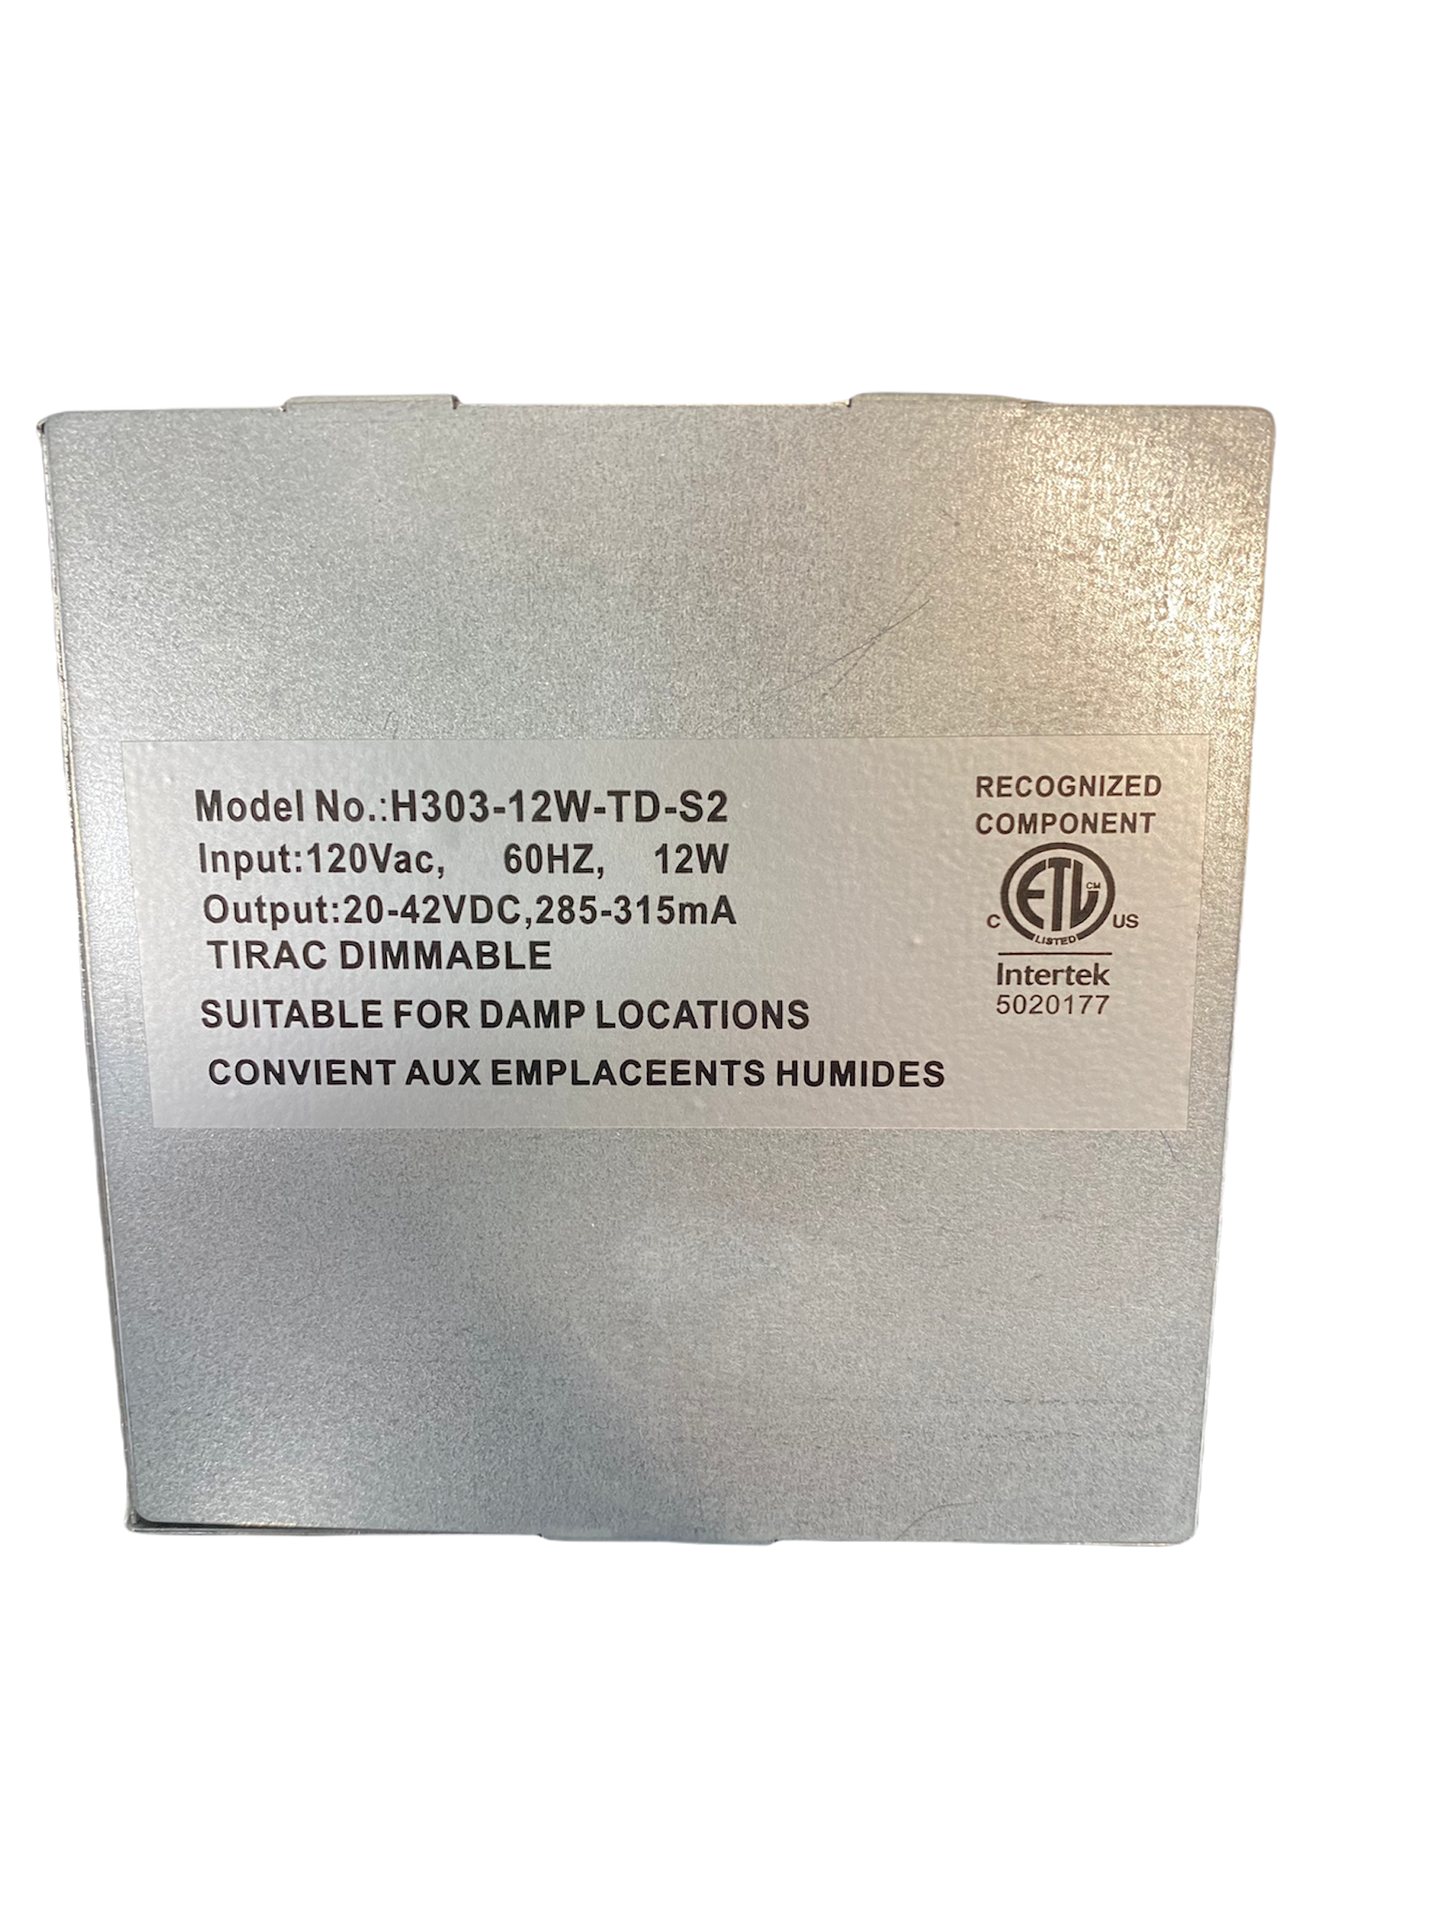 Model No.:H303-12W-TD-S2
Input:120Vac, 60HZ, 12W
Output:20-42VDC,285-315mA
TIRAC DIMMABLE
SUITABLE FOR DAMP LOCATIONS
CONVIENT AUX EMPLACEENTS HUMIDES
RECOGNIZED
COMPONENT
ETL CM
C US
LISTED
Intertek
5020177